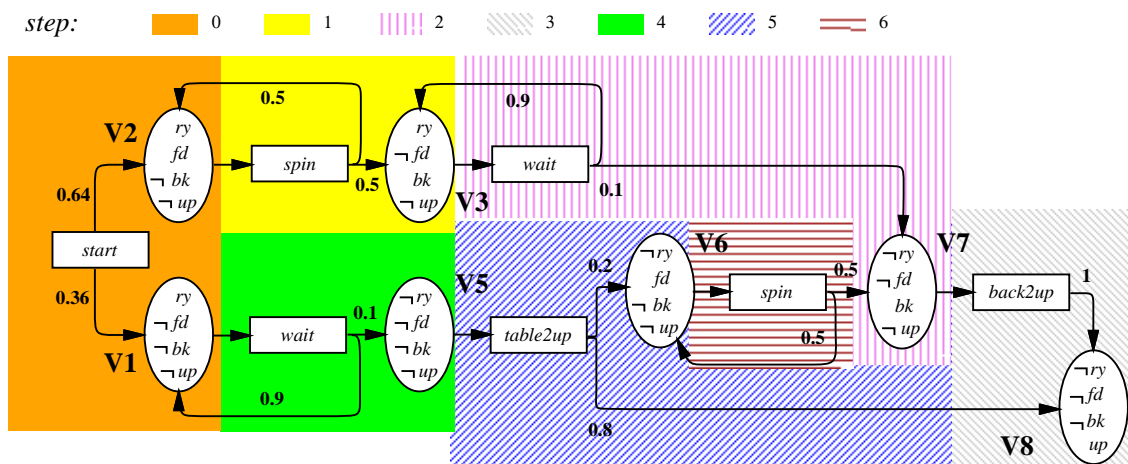 step: 0 1 2 3 4 5 6
0.5
0.9
V2
ry
fd
¬ bk
¬ up
spin
0.5
ry
¬ fd
bk
¬ up
V3
wait
0.1
0.64
start
0.36
V1
ry
¬ fd
¬ bk
¬ up
wait
0.1
0.9
¬ ry
¬ fd
¬ bk
¬ up
V5
table2up
0.2
0.8
¬ ry
fd
¬ bk
¬ up
V6
spin
0.5
0.5
¬ ry
¬ fd
bk
¬ up
V7
back2up
1
¬ ry
¬ fd
¬ bk
up
V8